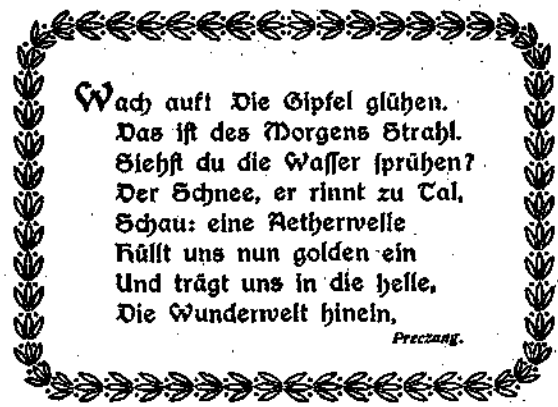 Wach auf! Die Gipfel glühen.
Das ist des Morgens Strahl.
Siehst du die Wasser sprühen?
Der Schnee, er rinnt zu Tal,
Schau: eine Aetherwelle
Hüllt uns nun golden ein
Und trägt uns in die helle,
Die Wunderwelt hinein,
Preczang.